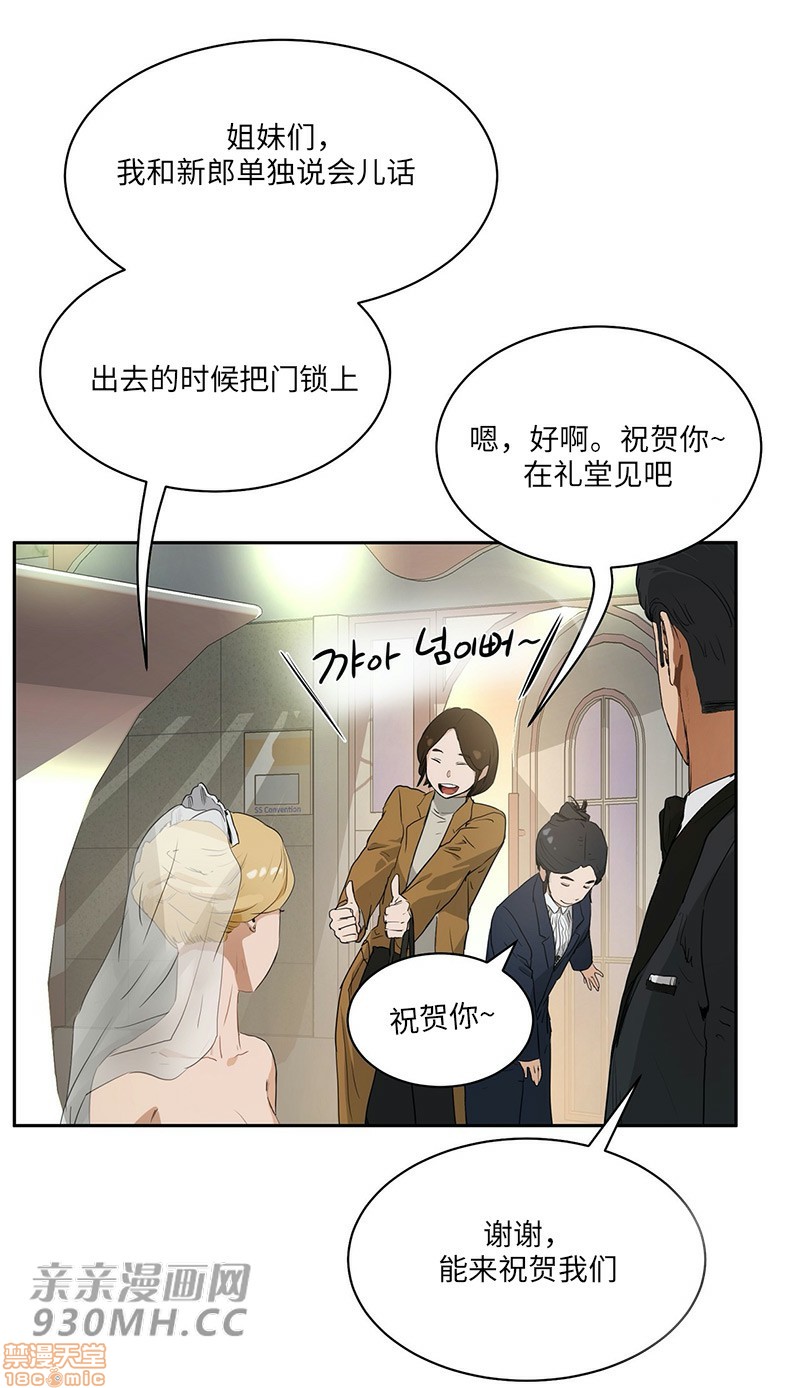 姐妹们，
我和新郎单独说会儿话
出去的时候把门锁上
嗯，好啊。祝贺你~
在礼堂见吧
꺄아 넘이뻐~
SS Convention
祝贺你~
谢谢，
能来祝贺我们
亲亲漫画网
930MH.CC
禁漫天堂
18comic